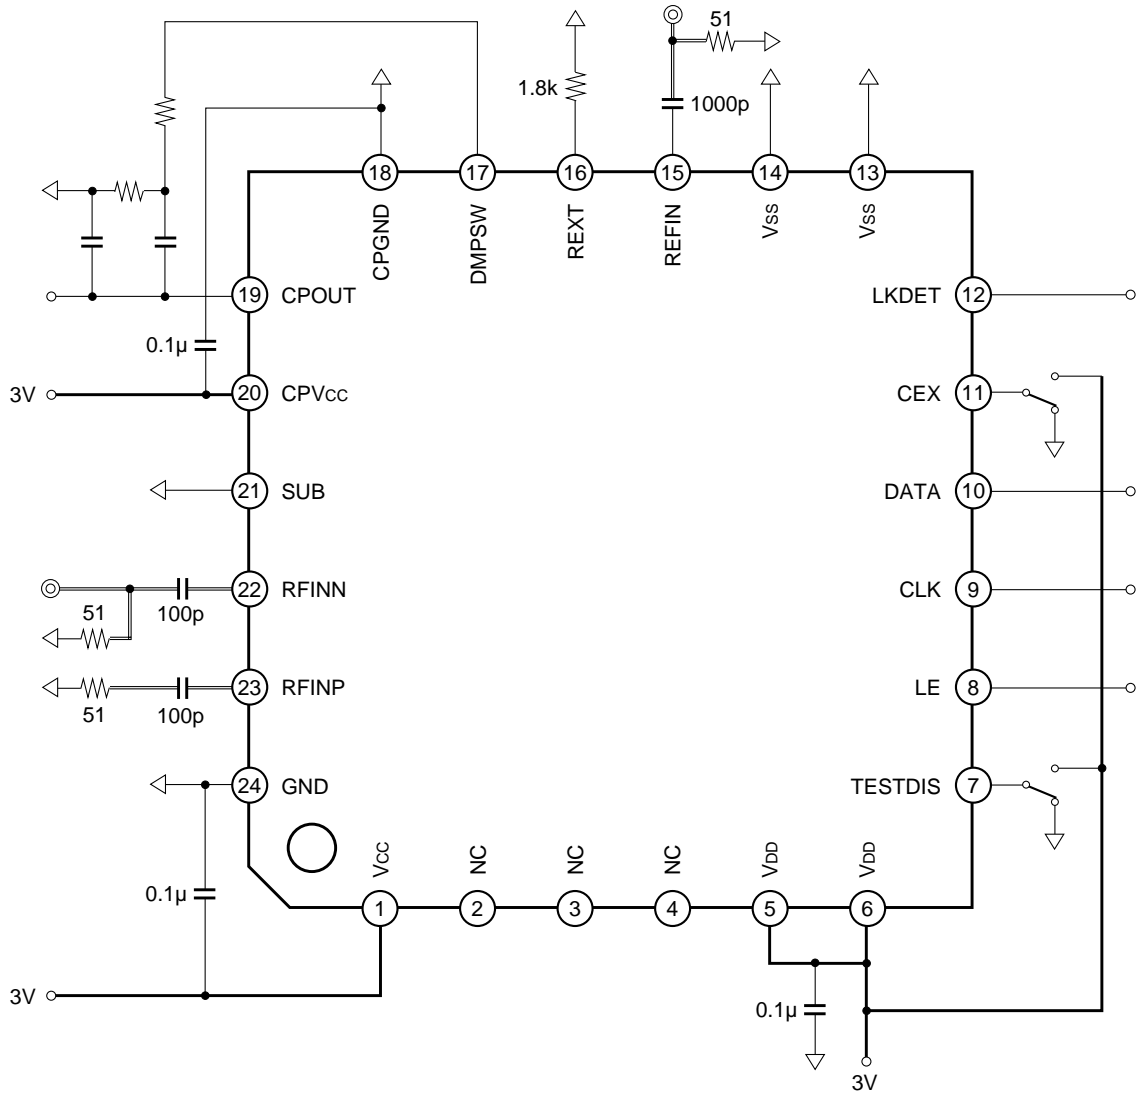 51
1.8k
1000p
18
17
16
15
14
13
CPGND
DMPSW
REXT
REFIN
VSS
VSS
19
CPOUT
LKDET
12
0.1µ
3V
20
CPVCC
CEX
11
21
SUB
DATA
10
22
RFINN
CLK
9
51
100p
23
RFINP
LE
8
51
100p
24
GND
TESTDIS
7
VCC
NC
NC
NC
VDD
VDD
0.1µ
1
2
3
4
5
6
3V
0.1µ
3V